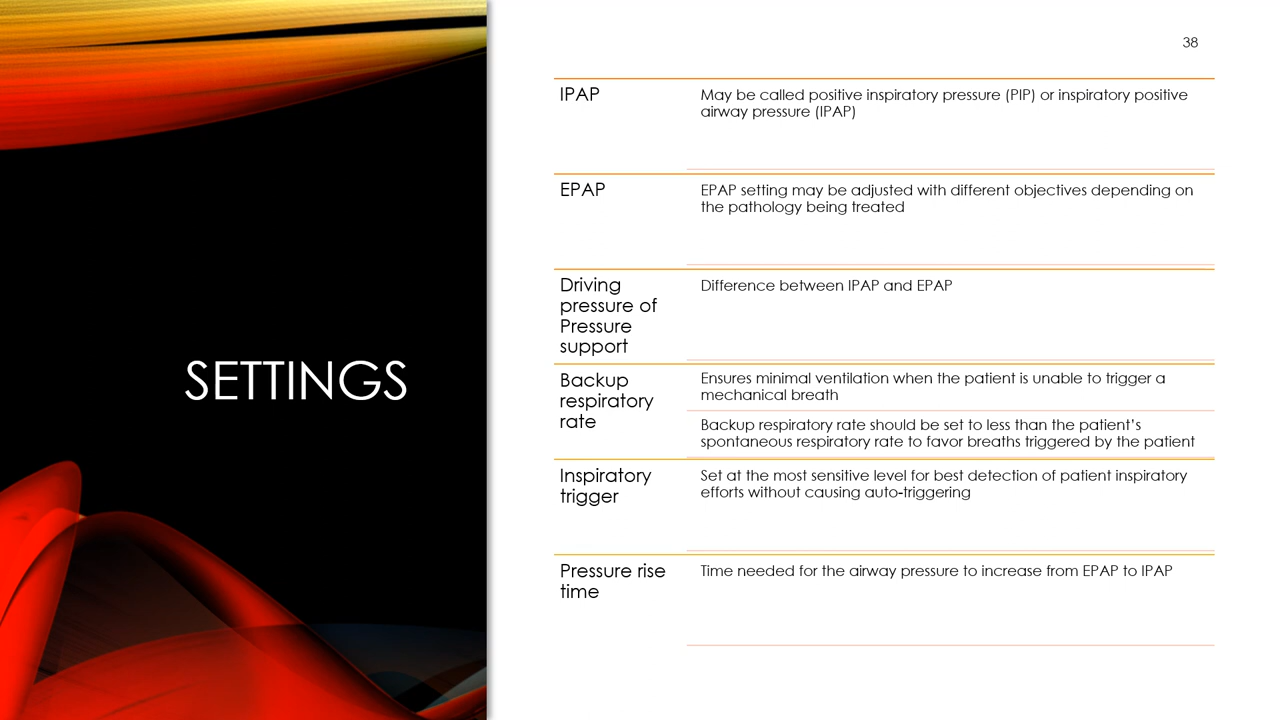 38
SETTINGS
IPAP
May be called positive inspiratory pressure (PIP) or inspiratory positive
airway pressure (IPAP)
EPAP
EPAP setting may be adjusted with different objectives depending on
the pathology being treated
Driving
pressure of
Pressure
support
Difference between IPAP and EPAP
Backup
respiratory
rate
Ensures minimal ventilation when the patient is unable to trigger a
mechanical breath
Backup respiratory rate should be set to less than the patient’s
spontaneous respiratory rate to favor breaths triggered by the patient
Inspiratory
trigger
Set at the most sensitive level for best detection of patient inspiratory
efforts without causing auto-triggering
Pressure rise
time
Time needed for the airway pressure to increase from EPAP to IPAP